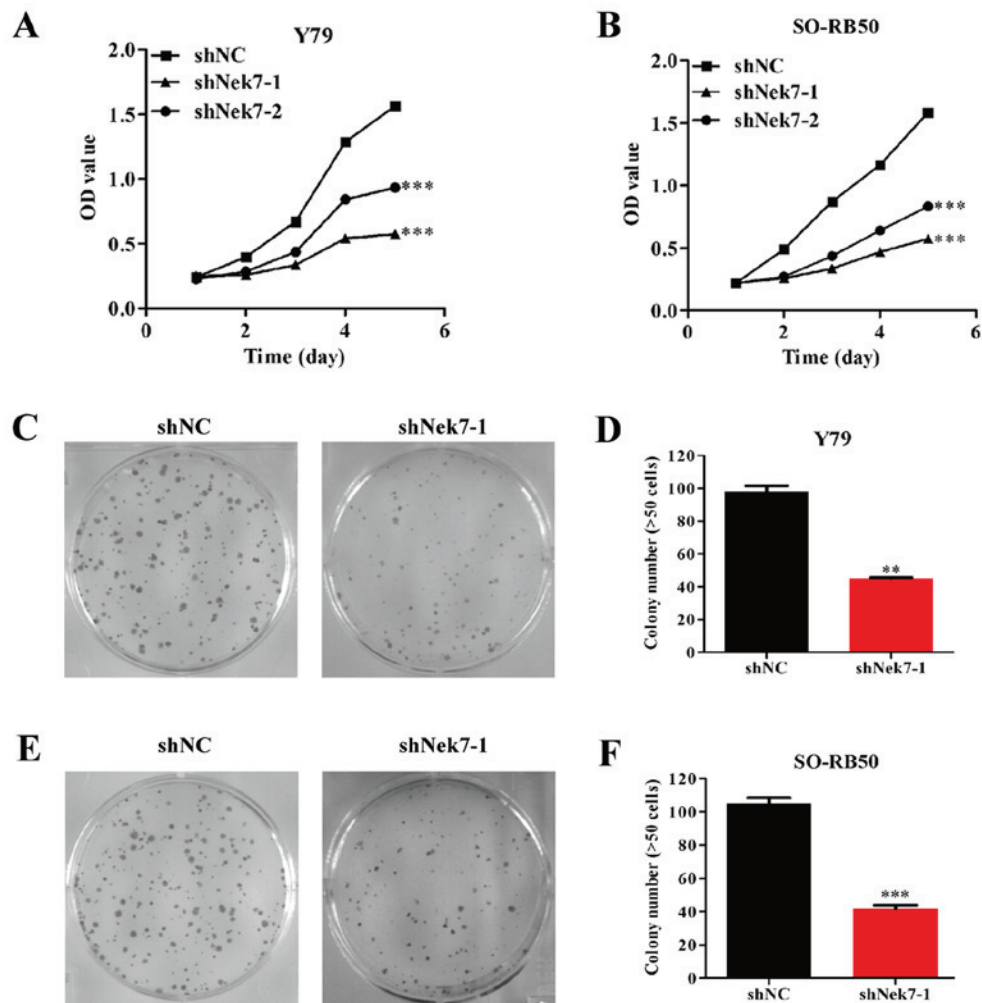 A
Y79
2.0
1.5
1.0
0.5
0.0
OD value
shNC
shNek7-1
shNek7-2
***
***
0 2 4 6
Time (day)
B
SO-RB50
2.0
1.5
1.0
0.5
0.0
OD value
shNC
shNek7-1
shNek7-2
***
***
0 2 4 6
Time (day)
C
shNC shNek7-1
D
Y79
120
100
80
60
40
20
0
Colony number (>50 cells)
**
shNC shNek7-1
E
shNC shNek7-1
F
SO-RB50
120
100
80
60
40
20
0
Colony number (>50 cells)
***
shNC shNek7-1